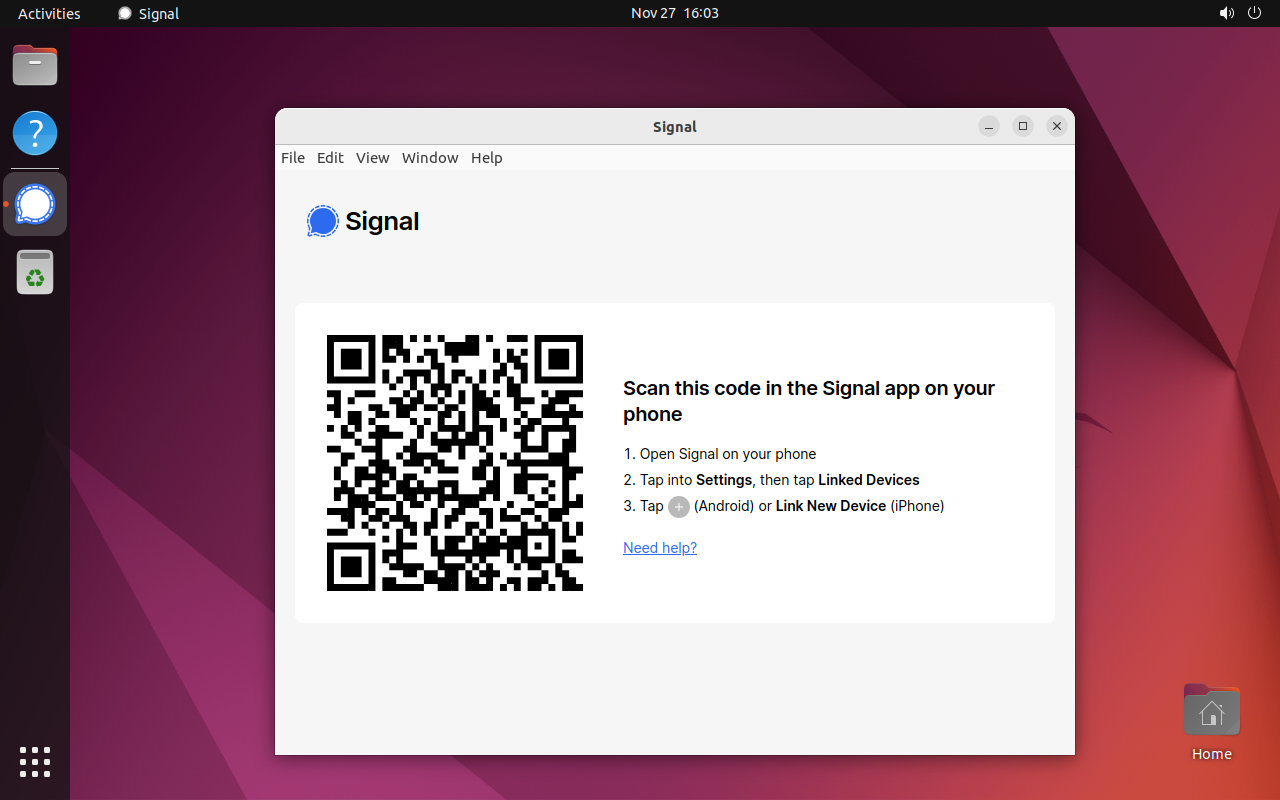 Activities
Signal
Nov 27 16:03
Signal
File Edit View Window Help
Signal
Scan this code in the Signal app on your
phone
1. Open Signal on your phone
2. Tap into Settings, then tap Linked Devices
3. Tap + (Android) or Link New Device (iPhone)
Need help?
Home